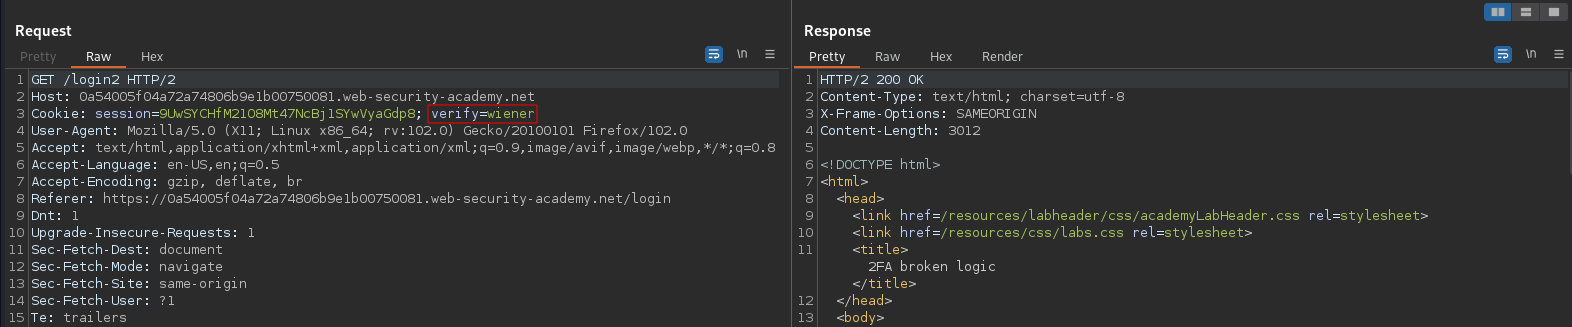 Request
Pretty Raw Hex
\n
1 GET /login2 HTTP/2
2 Host: 0a54005f04a72a74806b9e1b00750081.web-security-academy.net
3 Cookie: session=9UwSYCHfM2lO8Mt47NcBjlSYwVyaGdp8; verify=wiener
4 User-Agent: Mozilla/5.0 (X11; Linux x86_64; rv:102.0) Gecko/20100101 Firefox/102.0
5 Accept: text/html,application/xhtml+xml,application/xml;q=0.9,image/avif,image/webp,*/*;q=0.8
6 Accept-Language: en-US,en;q=0.5
7 Accept-Encoding: gzip, deflate, br
8 Referer: https://0a54005f04a72a74806b9e1b00750081.web-security-academy.net/login
9 Dnt: 1
10 Upgrade-Insecure-Requests: 1
11 Sec-Fetch-Dest: document
12 Sec-Fetch-Mode: navigate
13 Sec-Fetch-Site: same-origin
14 Sec-Fetch-User: ?1
15 Te: trailers
Response
Pretty Raw Hex Render
\n
1 HTTP/2 200 OK
2 Content-Type: text/html; charset=utf-8
3 X-Frame-Options: SAMEORIGIN
4 Content-Length: 3012
5
6 <!DOCTYPE html>
7 <html>
8 <head>
9 <link href=/resources/labheader/css/academyLabHeader.css rel=stylesheet>
10 <link href=/resources/css/labs.css rel=stylesheet>
11 <title>
2FA broken logic
</title>
12 </head>
13 <body>